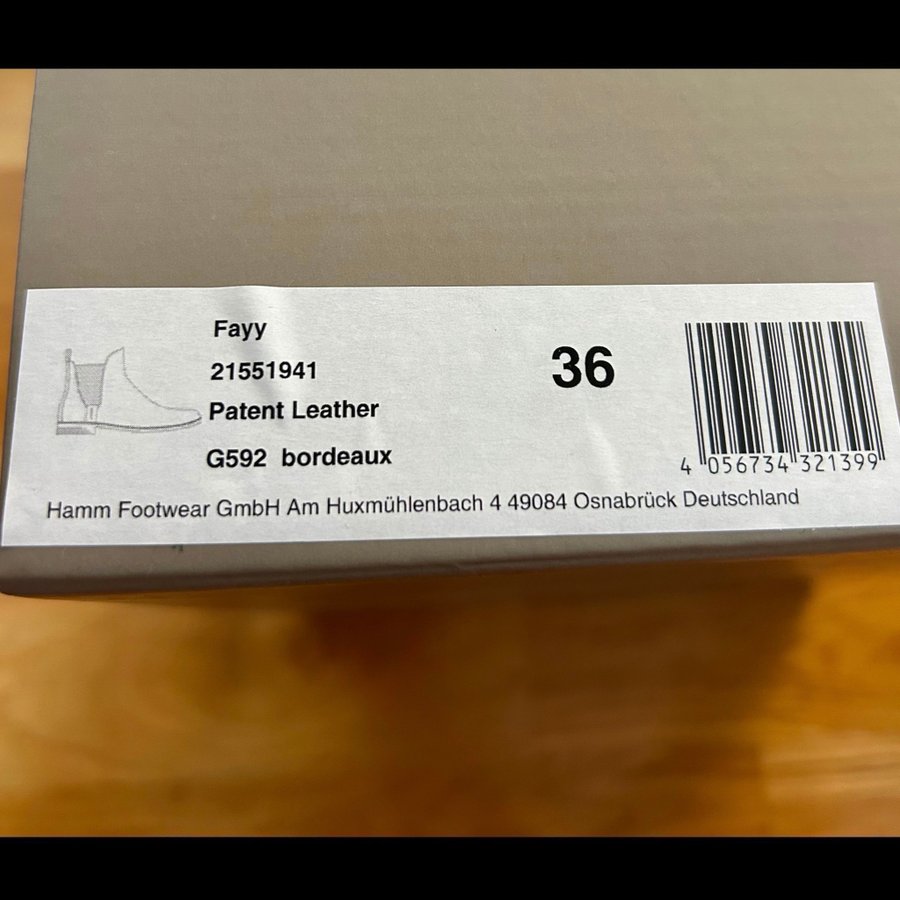 Fayy
21551941
Patent Leather
G592 bordeaux
36
4 056734 321399
Hamm Footwear GmbH Am Huxmühlenbach 4 49084 Osnabrück Deutschland